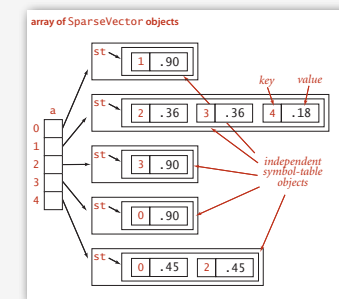 array of SparseVector objects
st
1 .90
key value
st
2 .36 3 .36 4 .18
a
0
1
2
3
4
st
3 .90
independent
symbol-table
objects
st
0 .90
st
0 .45 2 .45